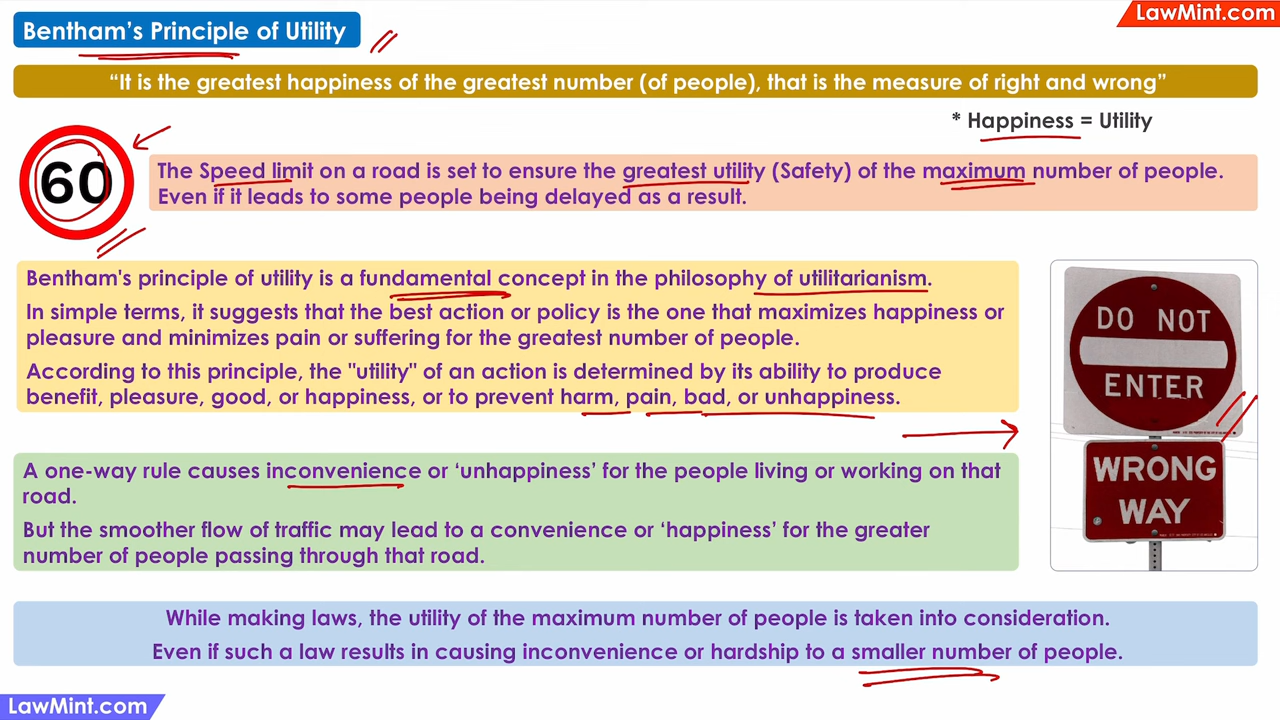 Bentham's Principle of Utility
LawMint.com
“It is the greatest happiness of the greatest number (of people), that is the measure of right and wrong”
* Happiness = Utility
60
The Speed limit on a road is set to ensure the greatest utility (Safety) of the maximum number of people.
Even if it leads to some people being delayed as a result.
Bentham's principle of utility is a fundamental concept in the philosophy of utilitarianism.
In simple terms, it suggests that the best action or policy is the one that maximizes happiness or
pleasure and minimizes pain or suffering for the greatest number of people.
According to this principle, the "utility" of an action is determined by its ability to produce
benefit, pleasure, good, or happiness, or to prevent harm, pain, bad, or unhappiness.
DO NOT
ENTER
WRONG
WAY
A one-way rule causes inconvenience or ‘unhappiness’ for the people living or working on that
road.
But the smoother flow of traffic may lead to a convenience or ‘happiness’ for the greater
number of people passing through that road.
While making laws, the utility of the maximum number of people is taken into consideration.
Even if such a law results in causing inconvenience or hardship to a smaller number of people.
LawMint.com